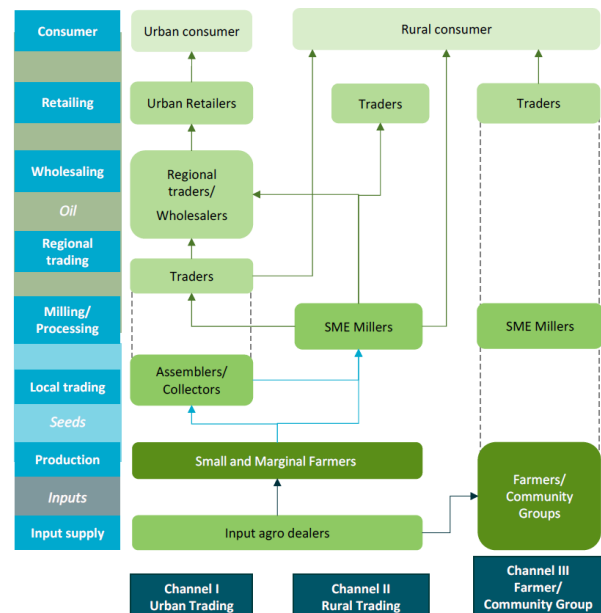 Consumer
Urban consumer
Rural consumer
Retailing
Urban Retailers
Traders
Traders
Wholesaling
Regional
traders/
Wholesalers
Oil
Regional
trading
Traders
Milling/
Processing
SME Millers
SME Millers
Local trading
Assemblers/
Collectors
Seeds
Production
Small and Marginal Farmers
Farmers/
Community
Groups
Inputs
Input supply
Input agro dealers
Channel I
Urban Trading
Channel II
Rural Trading
Channel III
Farmer/
Community Group